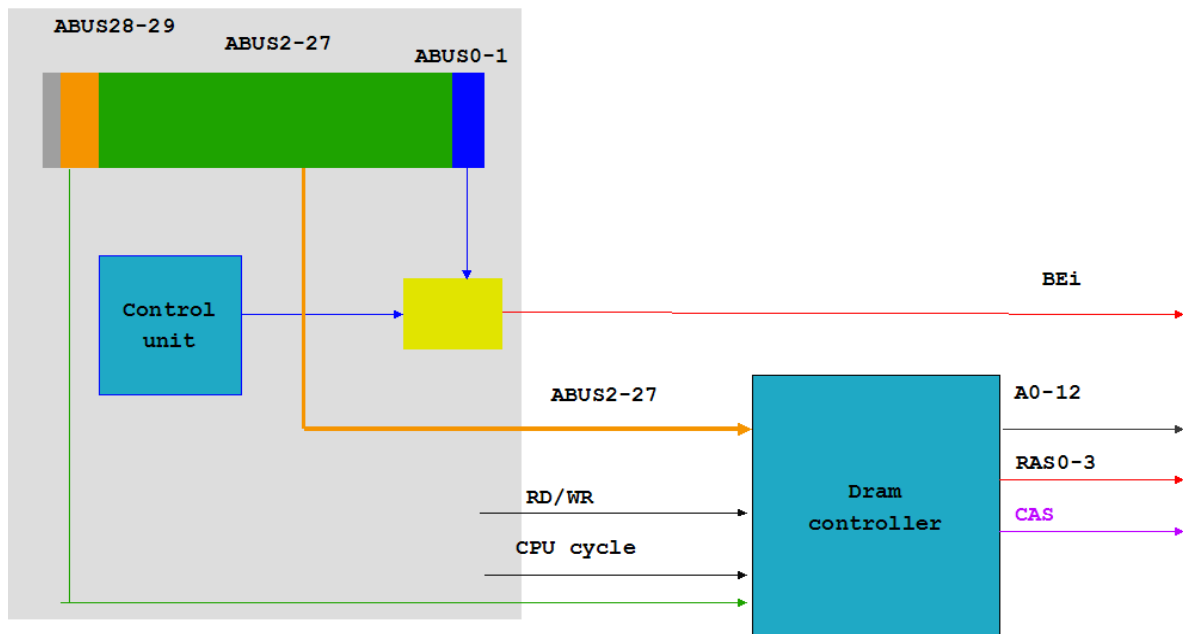 ABUS28-29
ABUS2-27
ABUS0-1
Control
unit
BEi
ABUS2-27
A0-12
RAS0-3
RD/WR
Dram
controller
CAS
CPU cycle